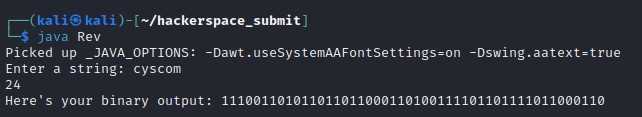 ┌──(kali㉿kali)-[~/hackerspace_submit]
└─$ java Rev
Picked up _JAVA_OPTIONS: -Dawt.useSystemAAFontSettings=on -Dswing.aatext=true
Enter a string: cyscom
24
Here's your binary output: 111001101011011011000110100111101101111011000110